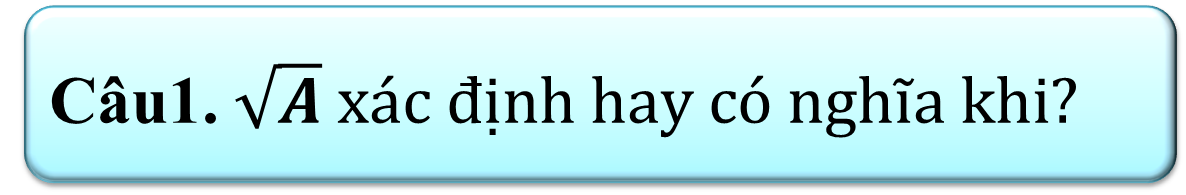 Câu1. √A xác định hay có nghĩa khi?